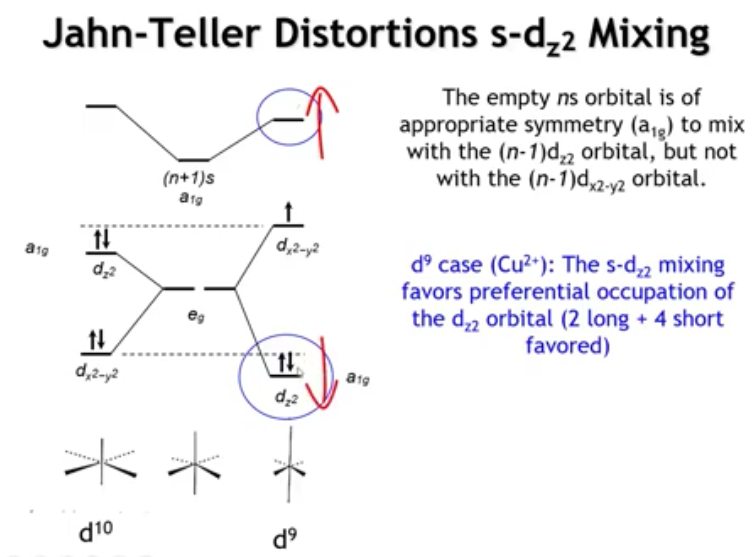 Jahn-Teller Distortions s-dz2 Mixing
The empty ns orbital is of
appropriate symmetry (a1g) to mix
with the (n-1)dz2 orbital, but not
with the (n-1)dx2-y2 orbital.
d9 case (Cu2+): The s-dz2 mixing
favors preferential occupation of
the dz2 orbital (2 long + 4 short
favored)
(n+1)s
a1g
a1g
dz2
dx2-y2
eg
dx2-y2
dz2
a1g
d10
d9